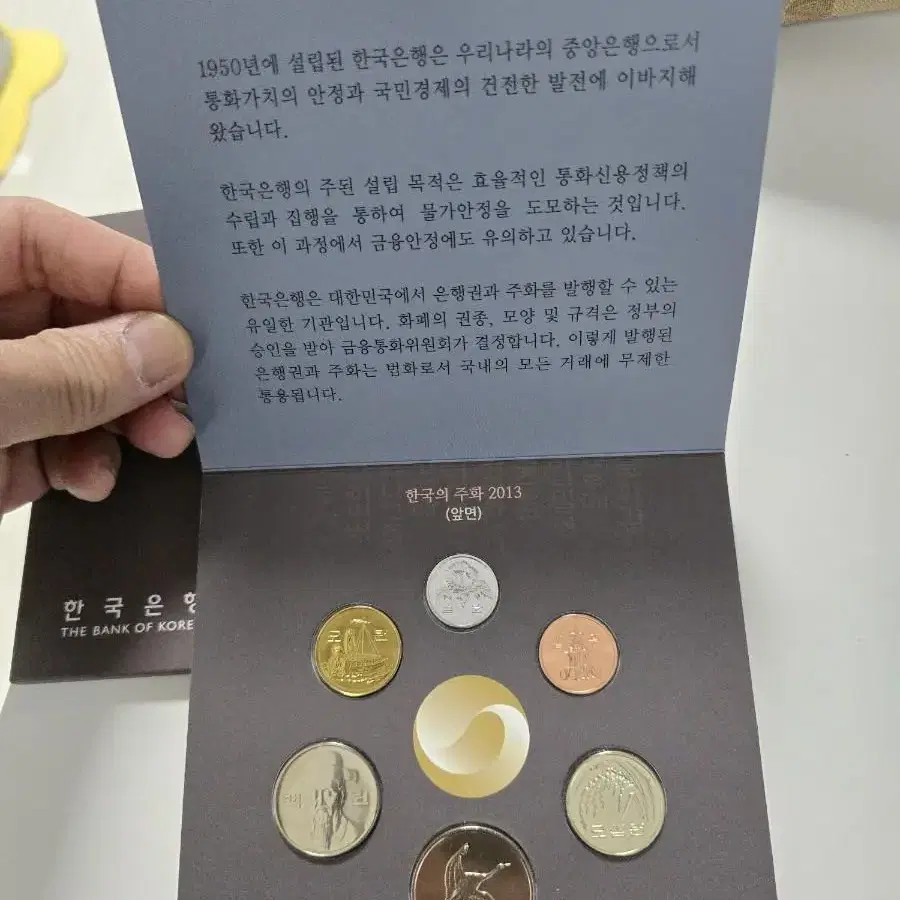 1950년에 설립된 한국은행은 우리나라의 중앙은행으로서
통화가치의 안정과 국민경제의 건전한 발전에 이바지해
왔습니다.
한국은행의 주된 설립 목적은 효율적인 통화신용정책의
수립과 집행을 통하여 물가안정을 도모하는 것입니다.
또한 이 과정에서 금융안정에도 유의하고 있습니다.
한국은행은 대한민국에서 은행권과 주화를 발행할 수 있는
유일한 기관입니다. 화폐의 권종, 모양 및 규격은 정부의
승인을 받아 금융통화위원회가 결정합니다. 이렇게 발행된
은행권과 주화는 법화로서 국내의 모든 거래에 무제한
통용됩니다.
한국의 주화 2013
(앞면)
일 원
오 원
십 원
백 원
오십원
한국은행
THE BANK OF KORE